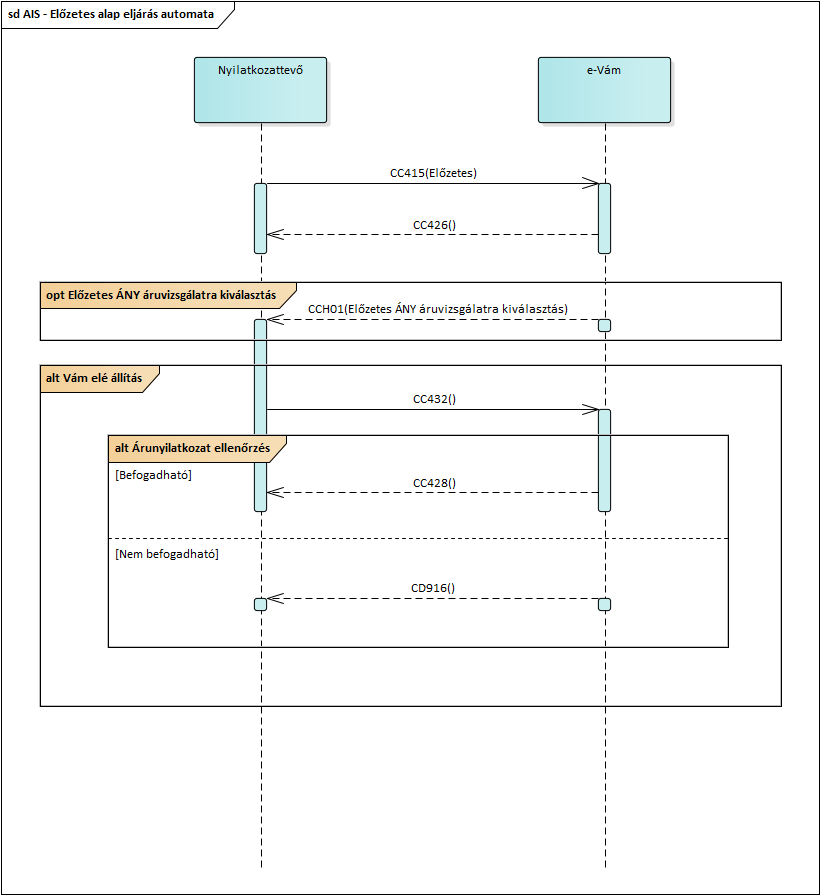 sd AIS - Előzetes alap eljárás automata
Nyilatkozattevő
e-Vám
CC415(Előzetes)
CC426()
opt Előzetes ÁNY áruvizsgálatra kiválasztás
CCH01(Előzetes ÁNY áruvizsgálatra kiválasztás)
alt Vám elé állítás
CC432()
alt Árunyilatkozat ellenőrzés
[Befogadható]
CC428()
[Nem befogadható]
CD916()